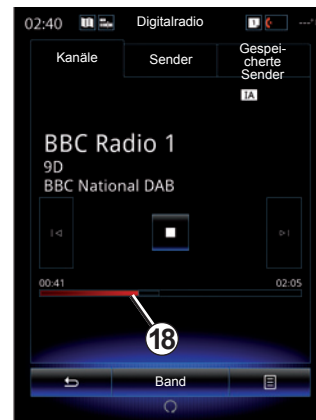 02:40 Digitalradio ---°
Kanäle
Sender
Gespei-
cherte
Sender
IA
BBC Radio 1
9D
BBC National DAB
00:41 02:05
18
Band